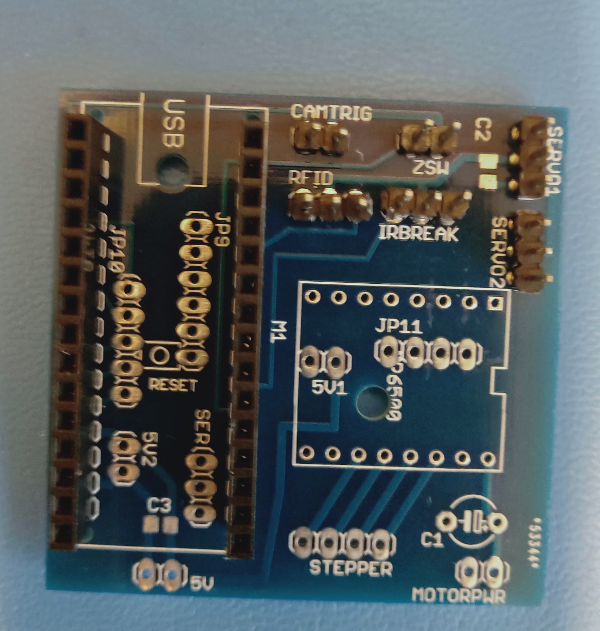 USB
CAMTRIG
C2
SERVO1
ZSW
RFID
JP10
JP9
IRBREAK
SERVO2
M1
JP11
5V1
RESET
5V2
SER
C3
C1
STEPPER
5V
MOTORPWR